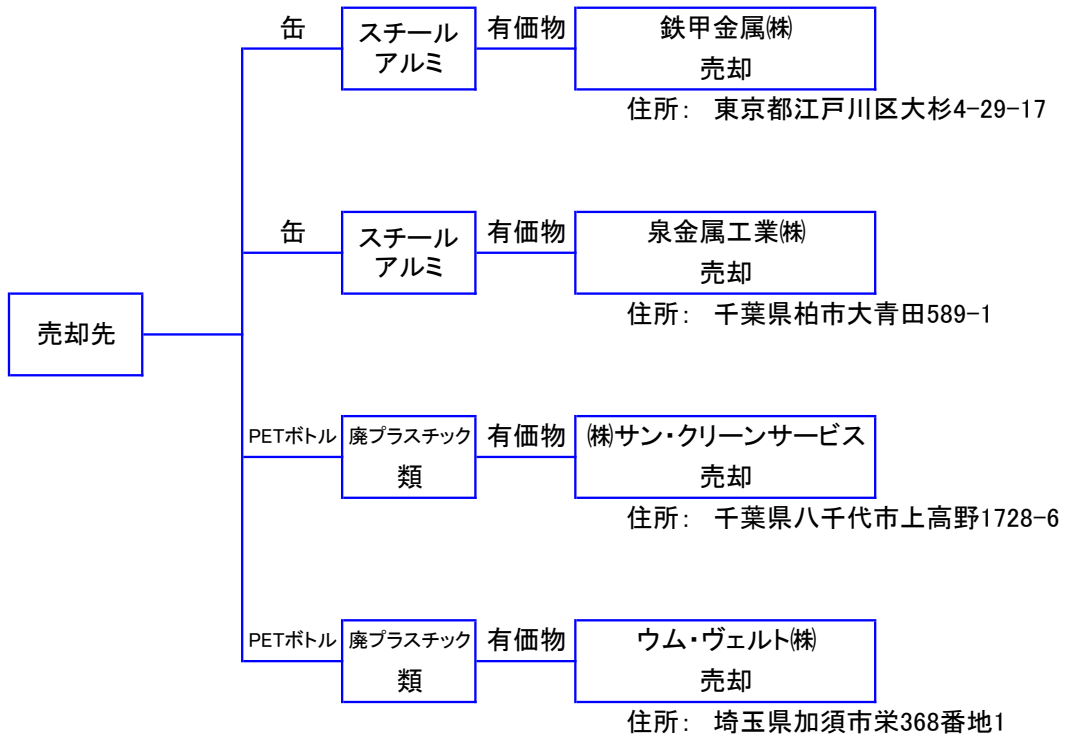 缶
スチール
アルミ
有価物
鉄甲金属㈱
売却
住所： 東京都江戸川区大杉4-29-17
缶
スチール
アルミ
有価物
泉金属工業㈱
売却
住所： 千葉県柏市大青田589-1
売却先
PETボトル
廃プラスチック
類
有価物
㈱サン・クリーンサービス
売却
住所： 千葉県八千代市上高野1728-6
PETボトル
廃プラスチック
類
有価物
ウム・ヴェルト㈱
売却
住所： 埼玉県加須市栄368番地1